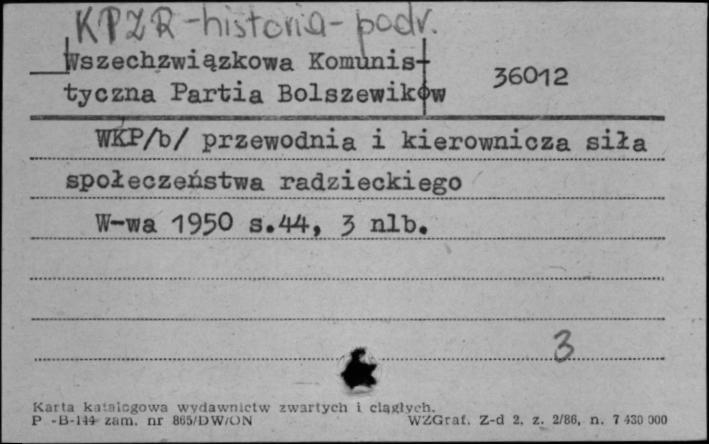 KPZR - historia - podr.
Wszechzwiązkowa Komunis-
tyczna Partia Bolszewików
36012
WKP/b/ przewodnia i kierownicza siła
społeczeństwa radzieckiego
W-wa 1950 s.44, 3 nlb.
3
Karta katalogowa wydawnictw zwartych i ciągłych.
P -B-144 zam. nr 865/DW/ON WZGraf. Z-d 2, z. 2/86, n. 7 430 000